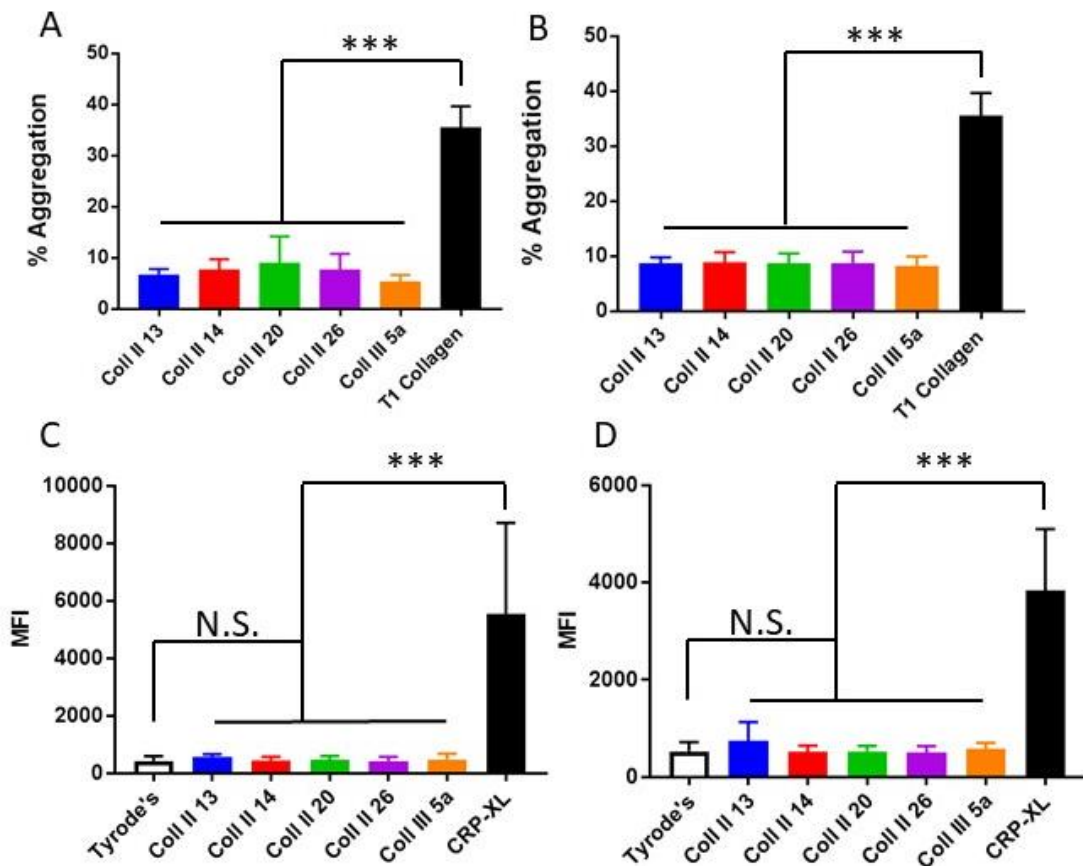 A
50
40
30
20
10
0
% Aggregation
***
Coll II 13
Coll II 14
Coll II 20
Coll II 26
Coll III 5a
T1 Collagen
B
50
40
30
20
10
0
% Aggregation
***
Coll II 13
Coll II 14
Coll II 20
Coll II 26
Coll III 5a
T1 Collagen
C
10000
8000
6000
4000
2000
0
MFI
N.S.
***
Tyrode's
Coll II 13
Coll II 14
Coll II 20
Coll II 26
Coll III 5a
CRP-XL
D
6000
4000
2000
0
MFI
N.S.
***
Tyrode's
Coll II 13
Coll II 14
Coll II 20
Coll II 26
Coll III 5a
CRP-XL